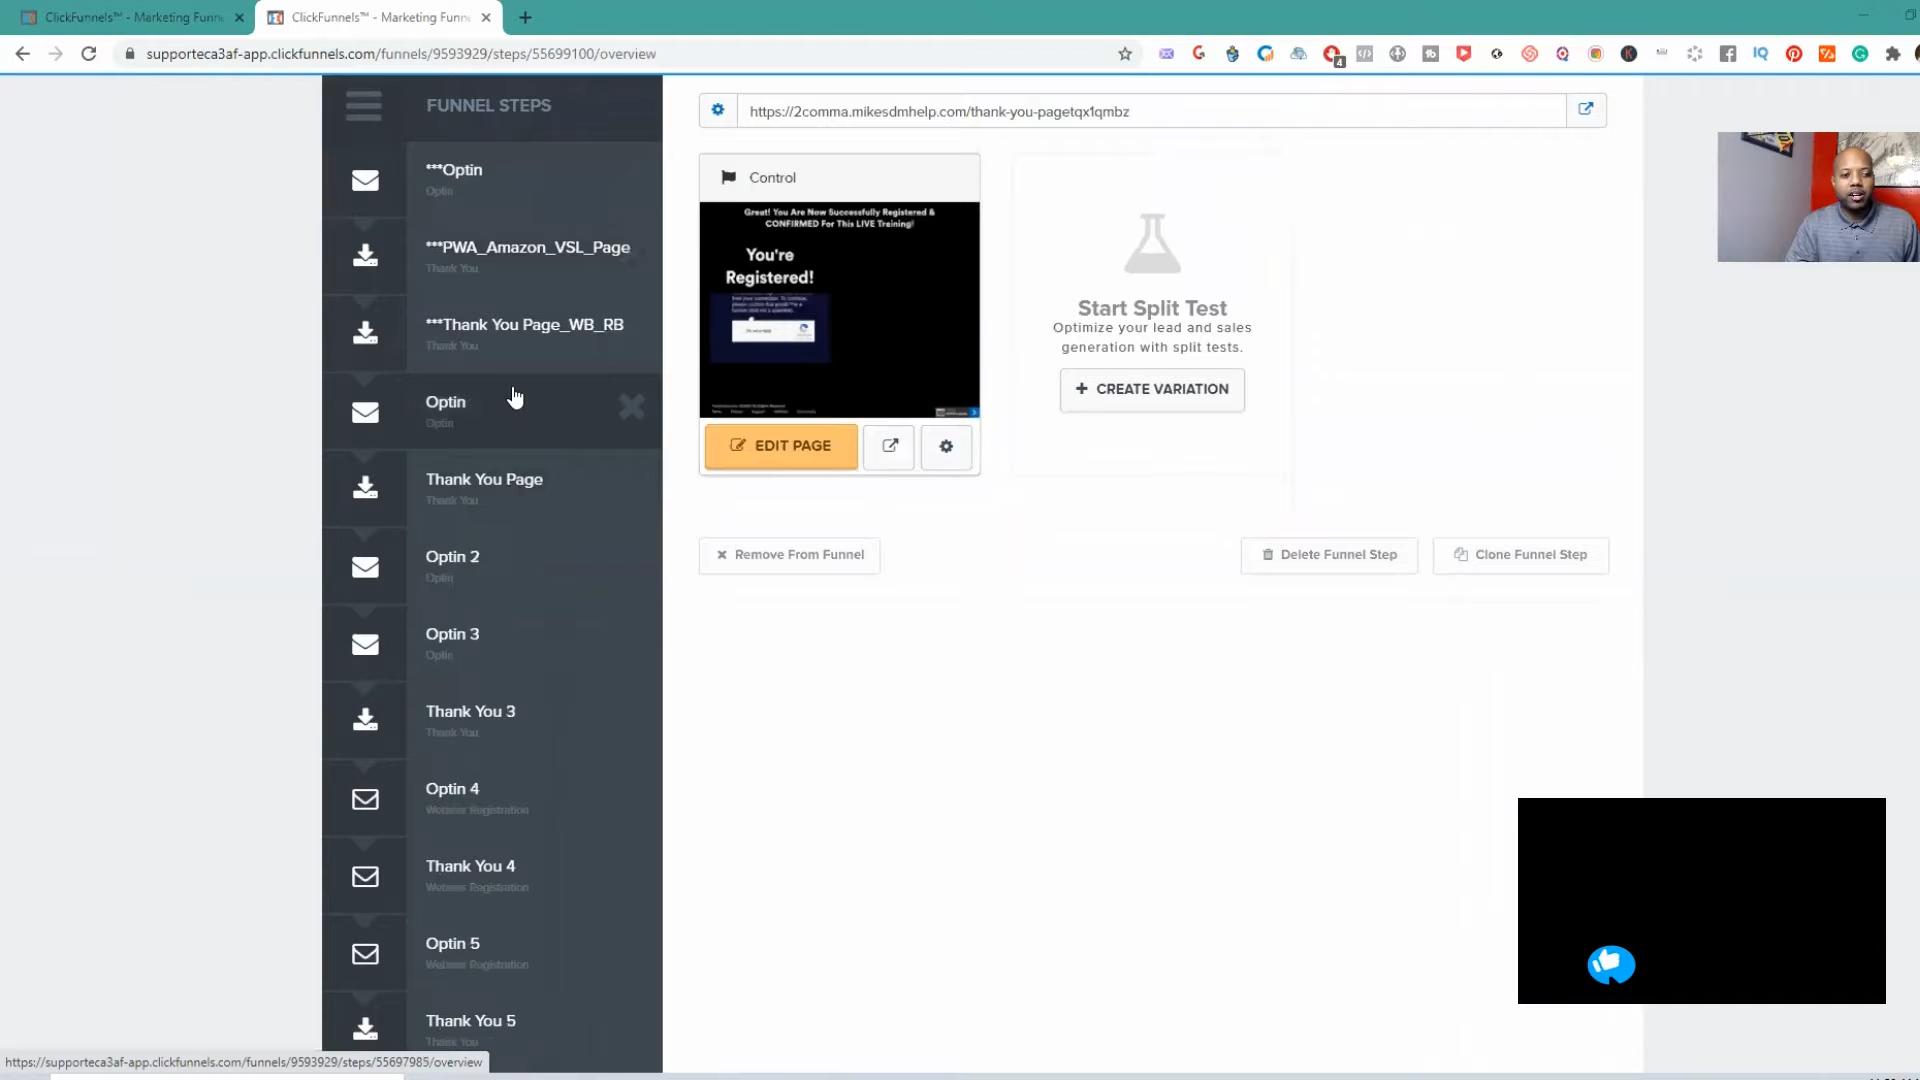 ClickFunnels™ - Marketing Funn
ClickFunnels™ - Marketing Funn
supporteca3af-app.clickfunnels.com/funnels/9593929/steps/55699100/overview
4
IQ
FUNNEL STEPS
***Optin
Optin
***PWA_Amazon_VSL_Page
Thank You
***Thank You Page_WB_RB
Thank You
Optin
Optin
Thank You Page
Thank You
Optin 2
Optin
Optin 3
Optin
Thank You 3
Thank You
Optin 4
Webinar Registration
Thank You 4
Webinar Registration
Optin 5
Webinar Registration
Thank You 5
Thank You
https://2comma.mikesdmhelp.com/thank-you-pagetqx1qmbz
Control
Great! You Are Now Successfully Registered &
CONFIRMED For This LIVE Training!
You're
Registered!
EDIT PAGE
Start Split Test
Optimize your lead and sales
generation with split tests.
+ CREATE VARIATION
Remove From Funnel
Delete Funnel Step
Clone Funnel Step
https://supporteca3af-app.clickfunnels.com/funnels/9593929/steps/55697985/overview